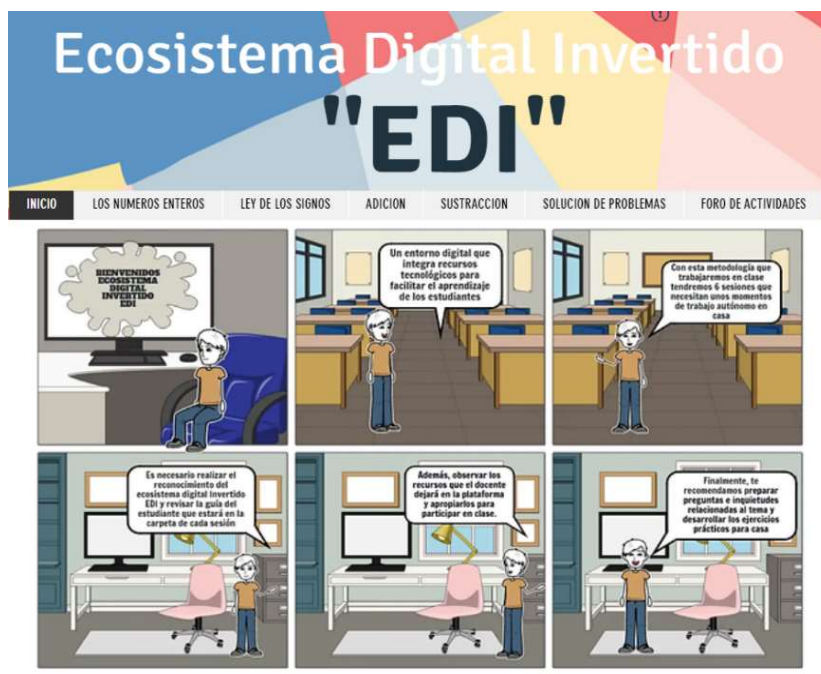 Ecosistema Digital Invertido
"EDI"
INICIO
LOS NUMEROS ENTEROS
LEY DE LOS SIGNOS
ADICION
SUSTRACCION
SOLUCION DE PROBLEMAS
FORO DE ACTIVIDADES
BIENVENIDOS
ECOSISTEMA
DIGITAL
INVERTIDO
EDI
Un entorno digital que
integra recursos
tecnológicos para
facilitar el aprendizaje
de los estudiantes
Con esta metodología que
trabajaremos en clase
tendremos 6 sesiones que
necesitan unos momentos
de trabajo autónomo en
casa
Es necesario realizar el
reconocimiento del
ecosistema digital Invertido
EDI y revisar la guía del
estudiante que estará en la
carpeta de cada sesión
Además, observar los
recursos que el docente
dejará en la plataforma
y apropiarlos para
participar en clase.
Finalmente, te
recomendamos preparar
preguntas e inquietudes
relacionadas al tema y
desarrollar los ejercicios
prácticos para casa